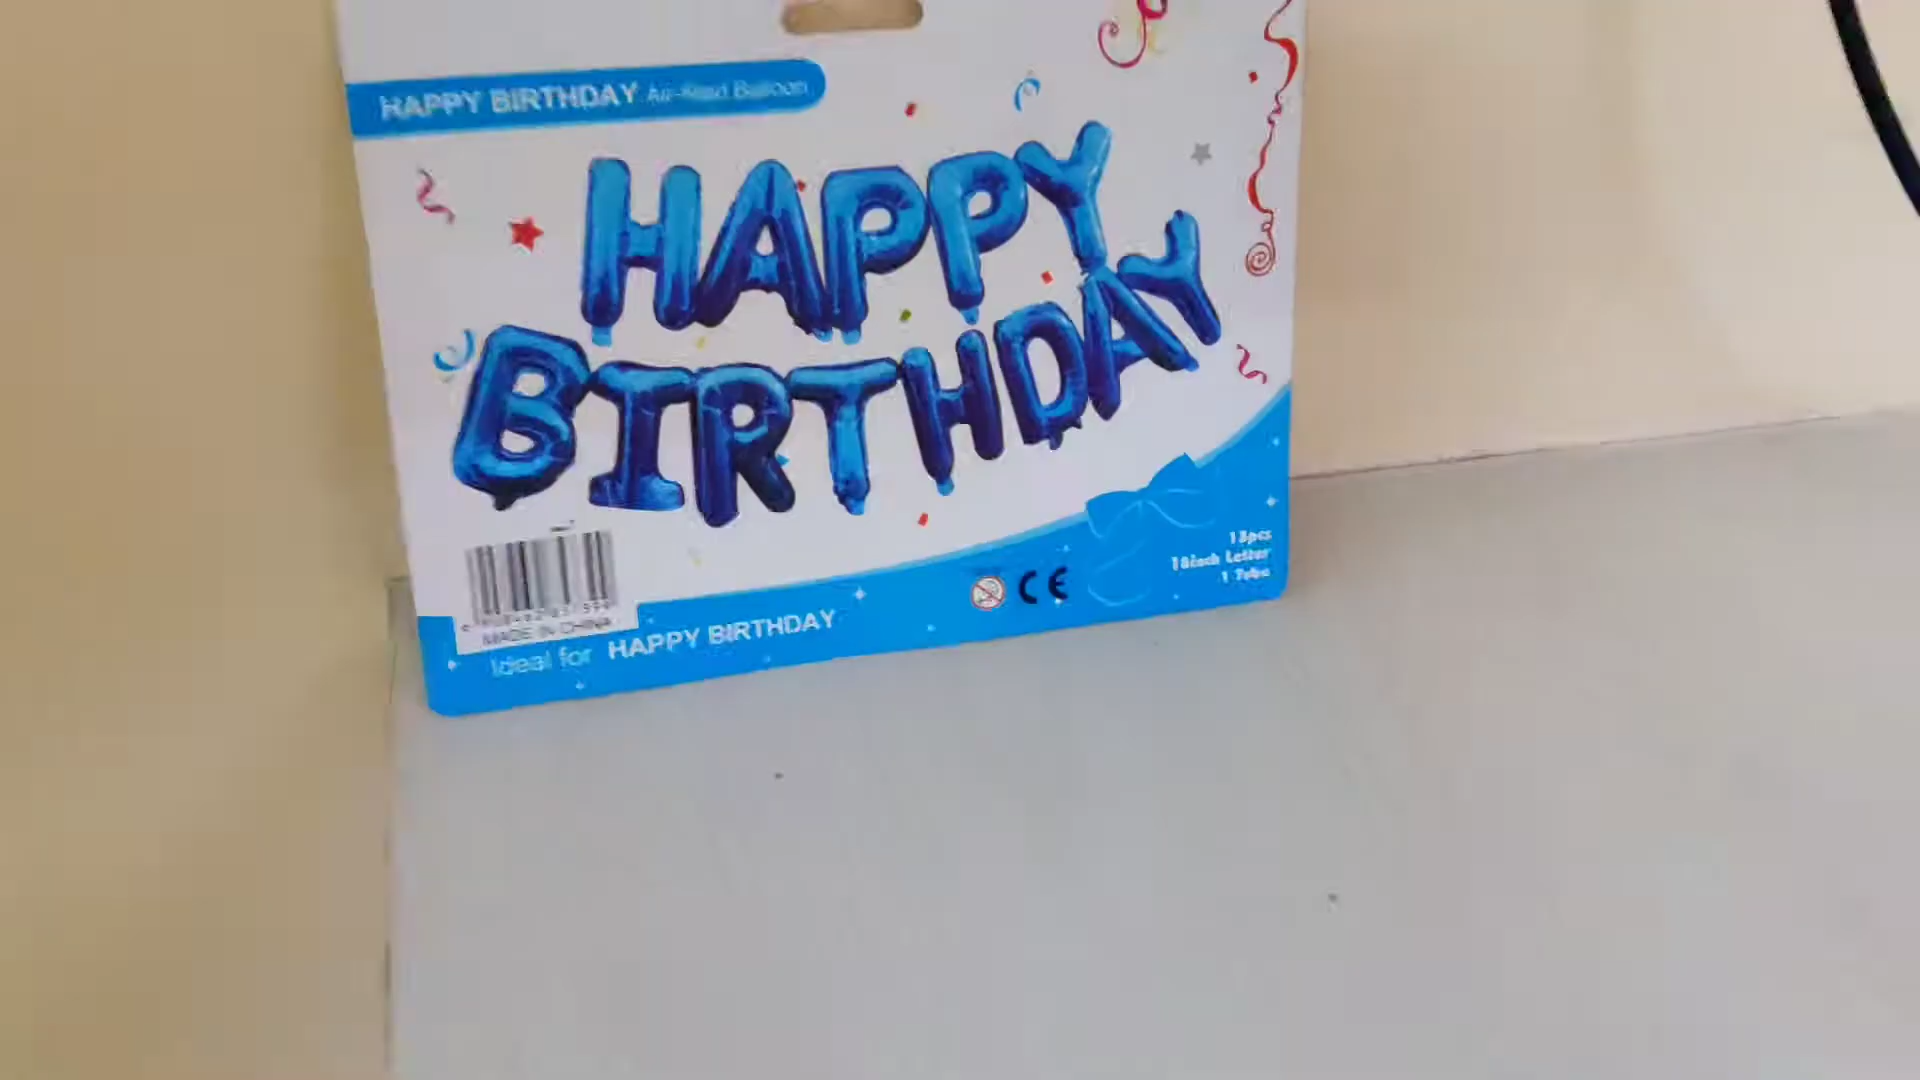 HAPPY BIRTHDAY Air-filled Balloon
HAPPY
BIRTHDAY
MADE IN CHINA
Ideal for HAPPY BIRTHDAY
CE
13pcs
16inch Letter
1 Tube